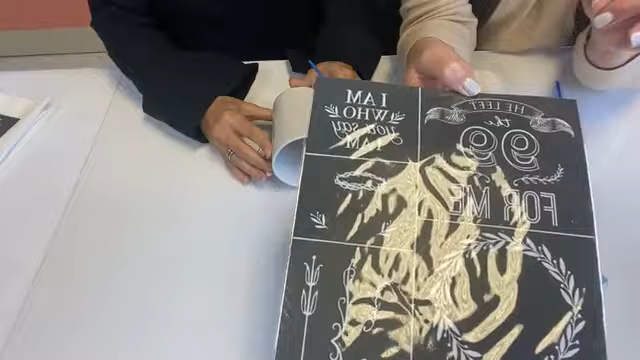 I AM
WHO
you say
I AM
HE LEFT
the
99
FOR ME